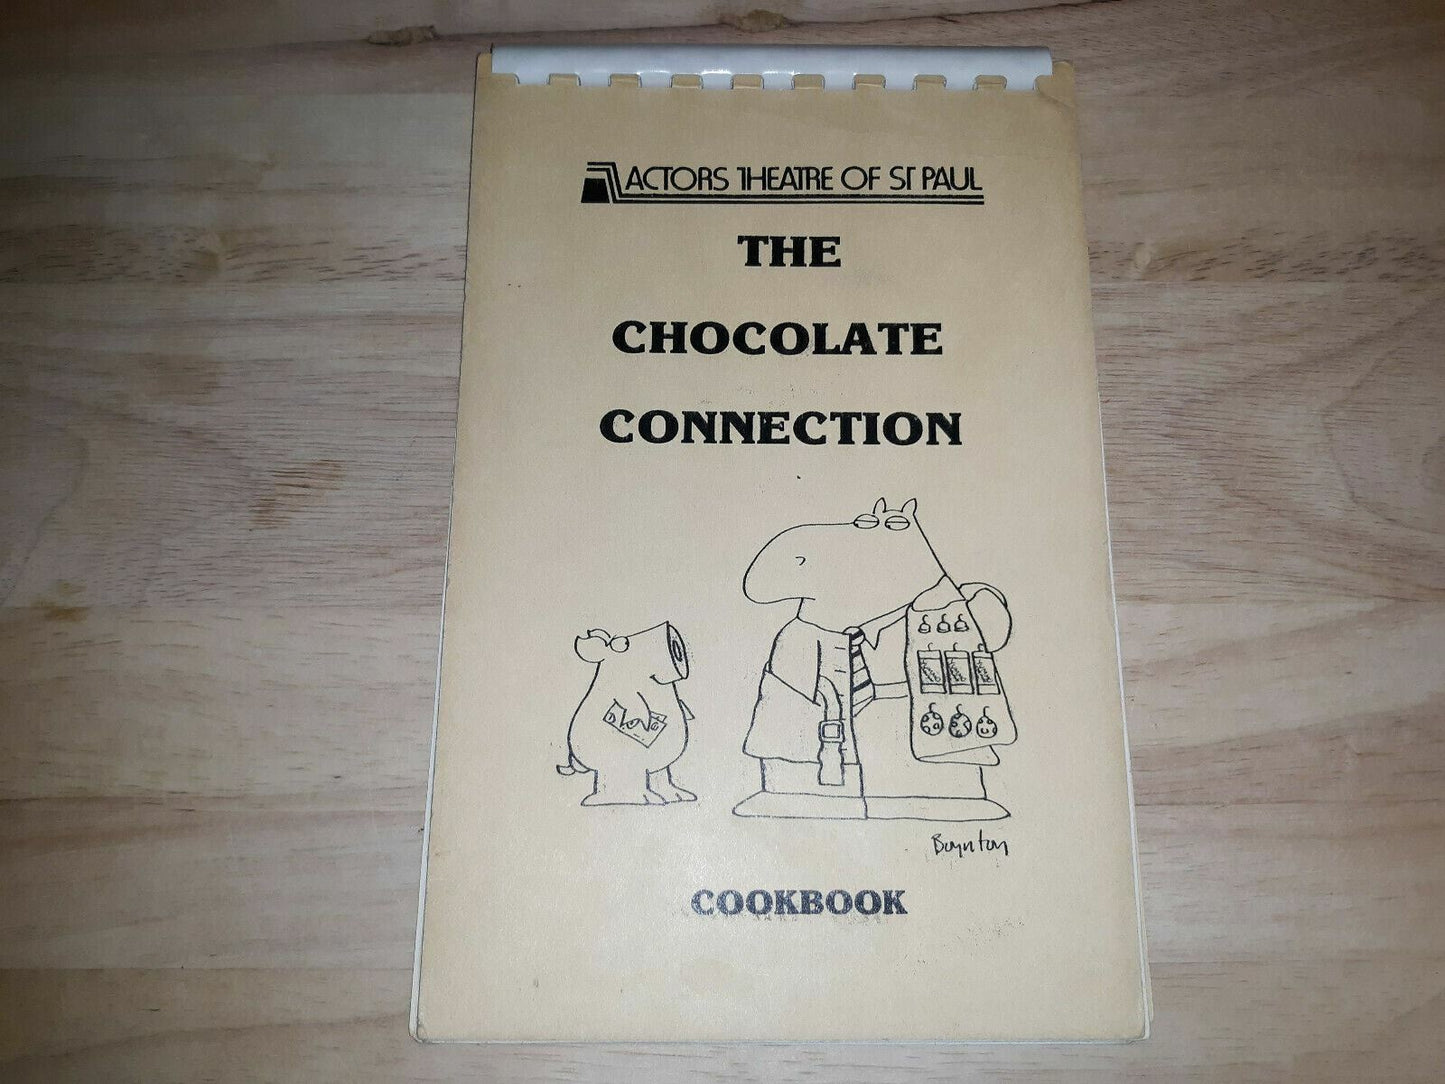 ACTORS THEATRE OF ST PAUL
THE
CHOCOLATE
CONNECTION
Boynton
COOKBOOK